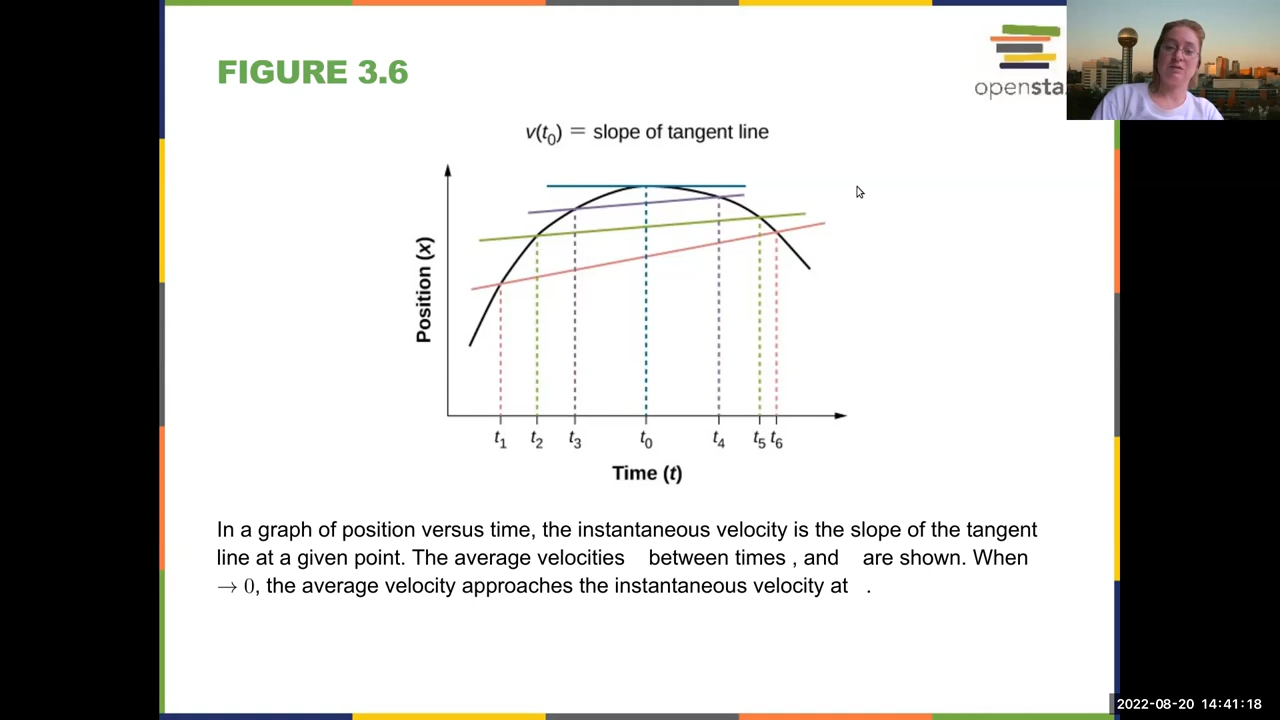 FIGURE 3.6
opensta
v(t0) = slope of tangent line
Position (x)
t1 t2 t3 t0 t4 t5 t6
Time (t)
In a graph of position versus time, the instantaneous velocity is the slope of the tangent
line at a given point. The average velocities between times , and are shown. When
→ 0, the average velocity approaches the instantaneous velocity at .
2022-08-20 14:41:18